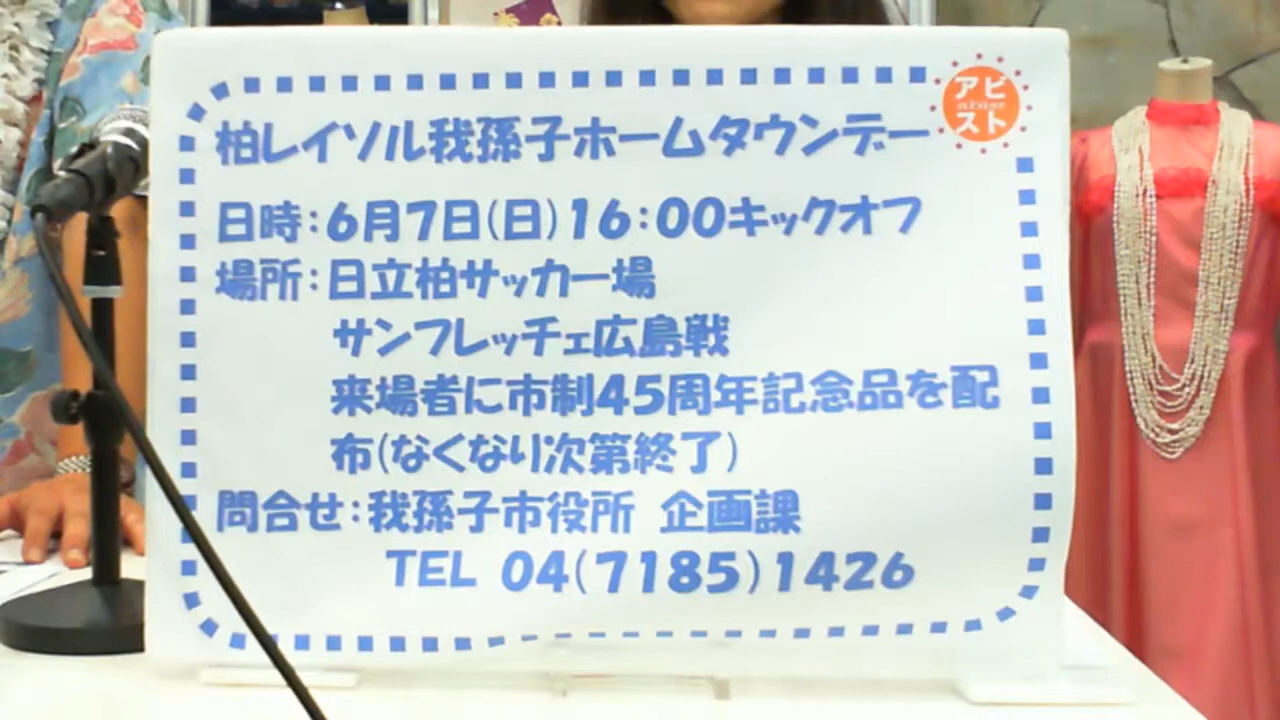 アビ
スト
柏レイソル我孫子ホームタウンデー
日時:6月7日(日)16:00キックオフ
場所:日立柏サッカー場
サンフレッチェ広島戦
来場者に市制45周年記念品を配
布(なくなり次第終了)
問合せ:我孫子市役所 企画課
TEL 04(7185)1426